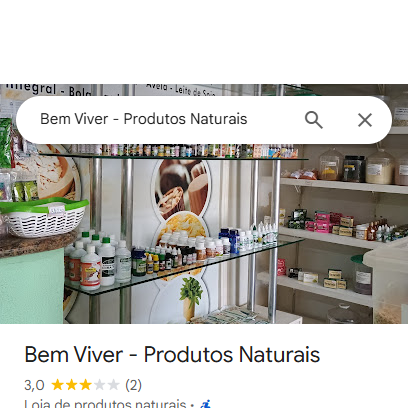 Integral - Bola
Aveia - Leite de Soja
Bem Viver - Produtos Naturais
Bem Viver - Produtos Naturais
3,0 (2)
Loja de produtos naturais ·